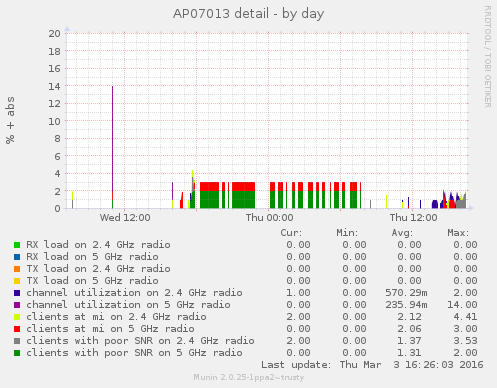 AP07013 detail - by day
RRDTOOL / TOBI OETIKER
% + abs
20
18
16
14
12
10
8
6
4
2
0
Wed 12:00 Thu 00:00 Thu 12:00
Cur: Min: Avg: Max:
RX load on 2.4 GHz radio 0.00 0.00 0.00 0.00
RX load on 5 GHz radio 0.00 0.00 0.00 0.00
TX load on 2.4 GHz radio 0.00 0.00 0.00 0.00
TX load on 5 GHz radio 0.00 0.00 0.00 0.00
channel utilization on 2.4 GHz radio 1.00 0.00 570.29m 2.00
channel utilization on 5 GHz radio 0.00 0.00 235.94m 14.00
clients at mi on 2.4 GHz radio 2.00 0.00 2.12 4.41
clients at mi on 5 GHz radio 0.00 0.00 2.06 3.00
clients with poor SNR on 2.4 GHz radio 2.00 0.00 1.37 3.53
clients with poor SNR on 5 GHz radio 0.00 0.00 1.31 2.00
Last update: Thu Mar 3 16:26:03 2016
Munin 2.0.25-1ppa2~trusty